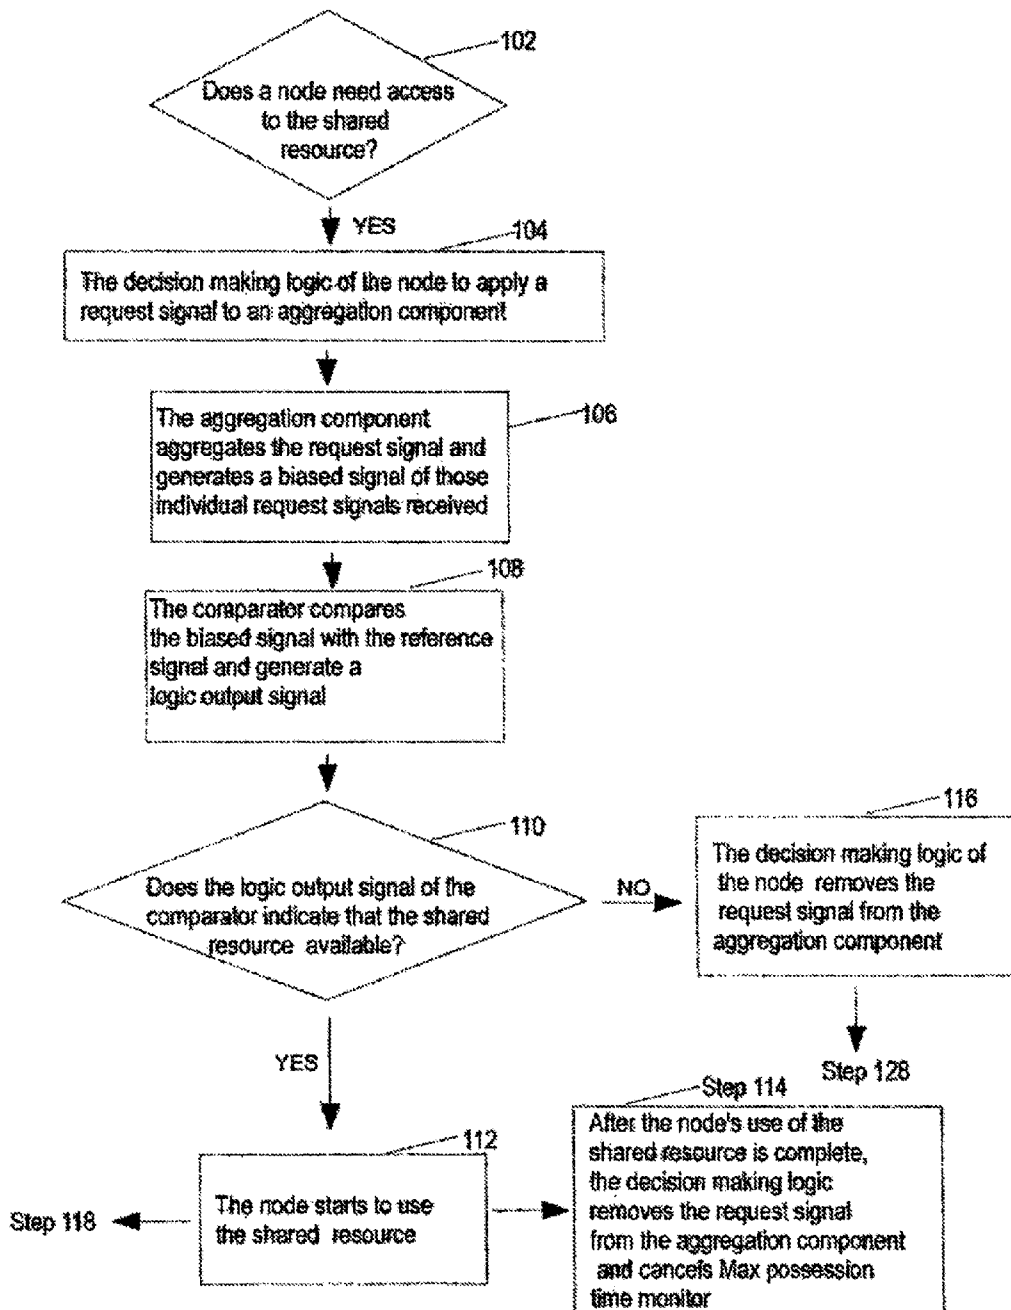 102
Does a node need access
to the shared
resource?
YES
104
The decision making logic of the node to apply a
request signal to an aggregation component
106
The aggregation component
aggregates the request signal and
generates a biased signal of those
individual request signals received
108
The comparator compares
the biased signal with the reference
signal and generate a
logic output signal
110
Does the logic output signal of the
comparator indicate that the shared
resource available?
NO
116
The decision making logic of
the node removes the
request signal from the
aggregation component
Step 128
YES
112
The node starts to use
the shared resource
Step 118
Step 114
After the node's use of the
shared resource is complete,
the decision making logic
removes the request signal
from the aggregation component
and cancels Max possession
time monitor